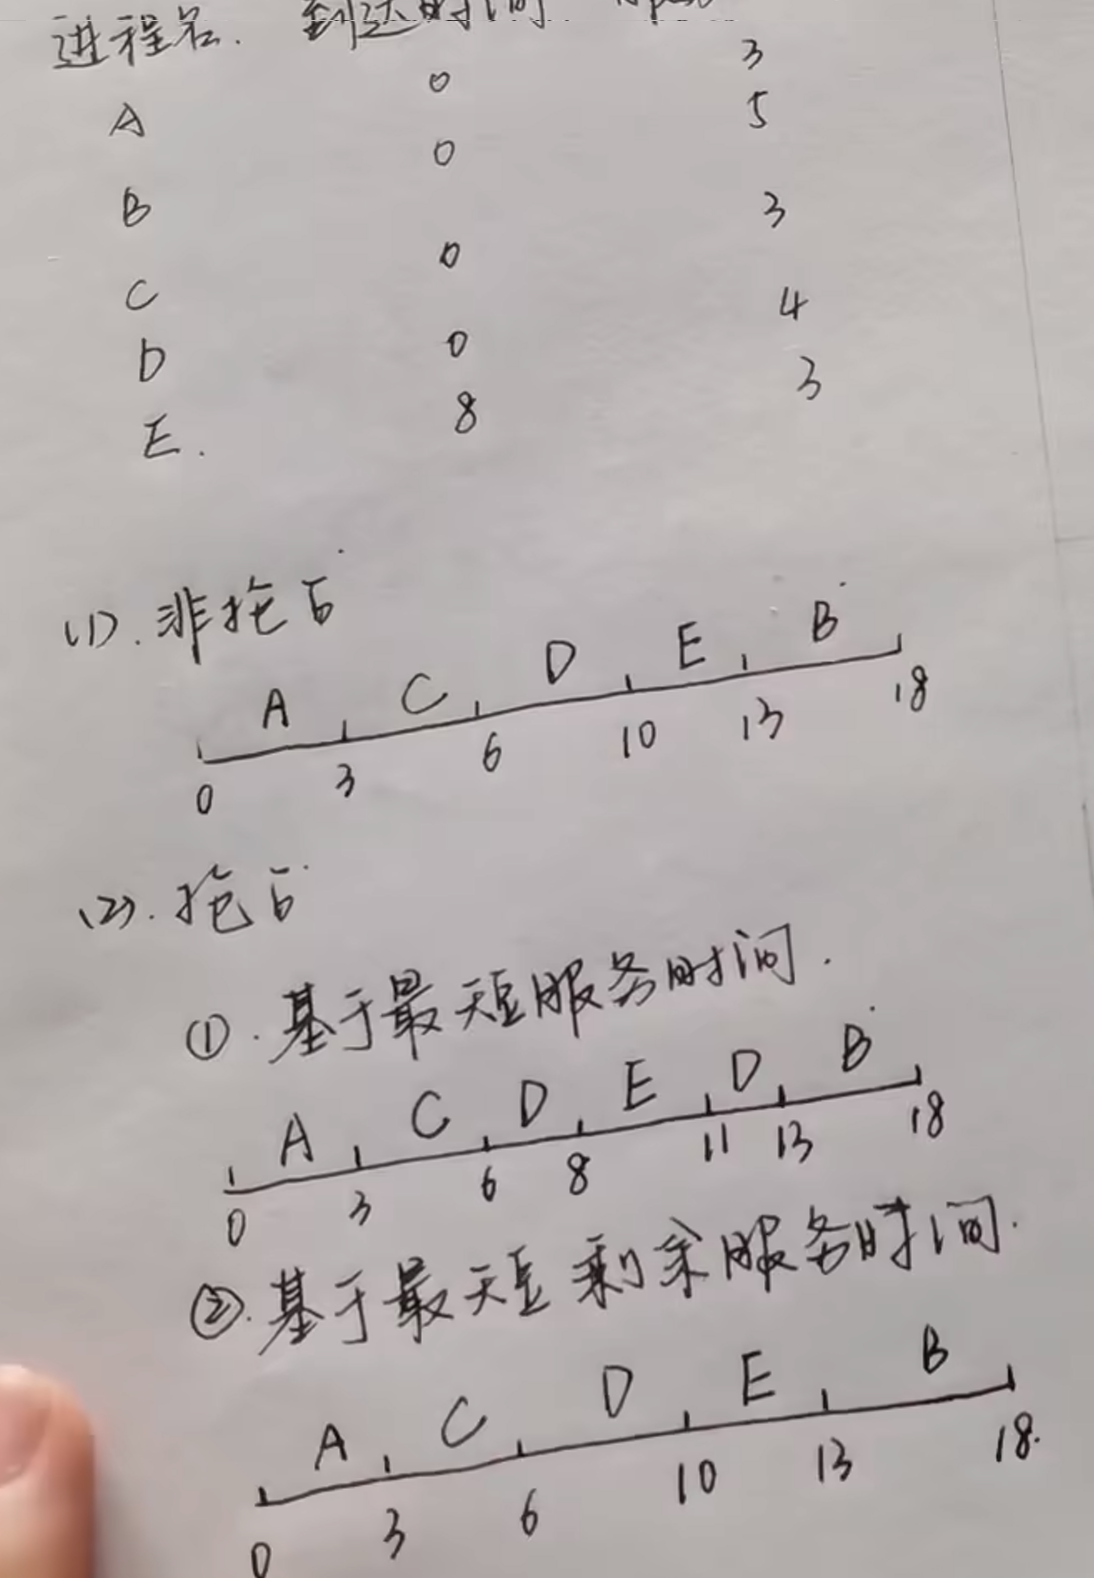 进程名. 到达时间
A 0 3
B 0 5
C 0 3
D 0 4
E. 8 3
(1). 非抢占
A C D E B
0 3 6 10 13 18
(2). 抢占
①. 基于最短服务时间.
A C D E D B
0 3 6 8 11 13 18
②. 基于最短剩余服务时间.
A C D E B
0 3 6 10 13 18.